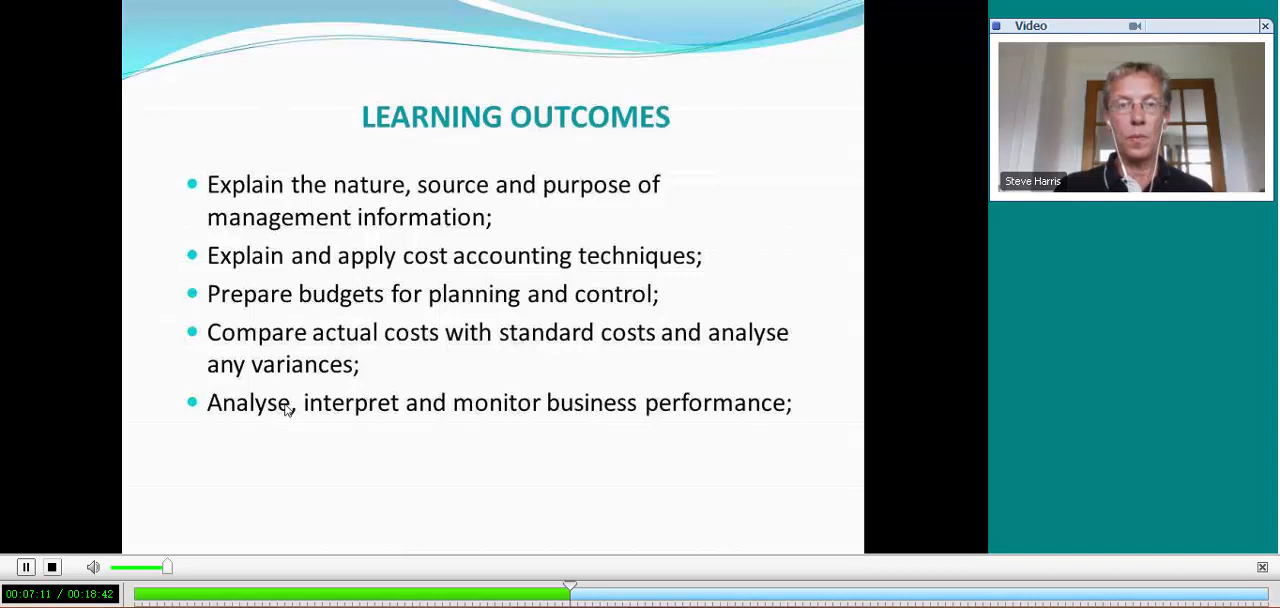 Video
LEARNING OUTCOMES
Explain the nature, source and purpose of
management information;
Explain and apply cost accounting techniques;
Prepare budgets for planning and control;
Compare actual costs with standard costs and analyse
any variances;
Analyse, interpret and monitor business performance;
Steve Harris
00:07:11 / 00:18:42